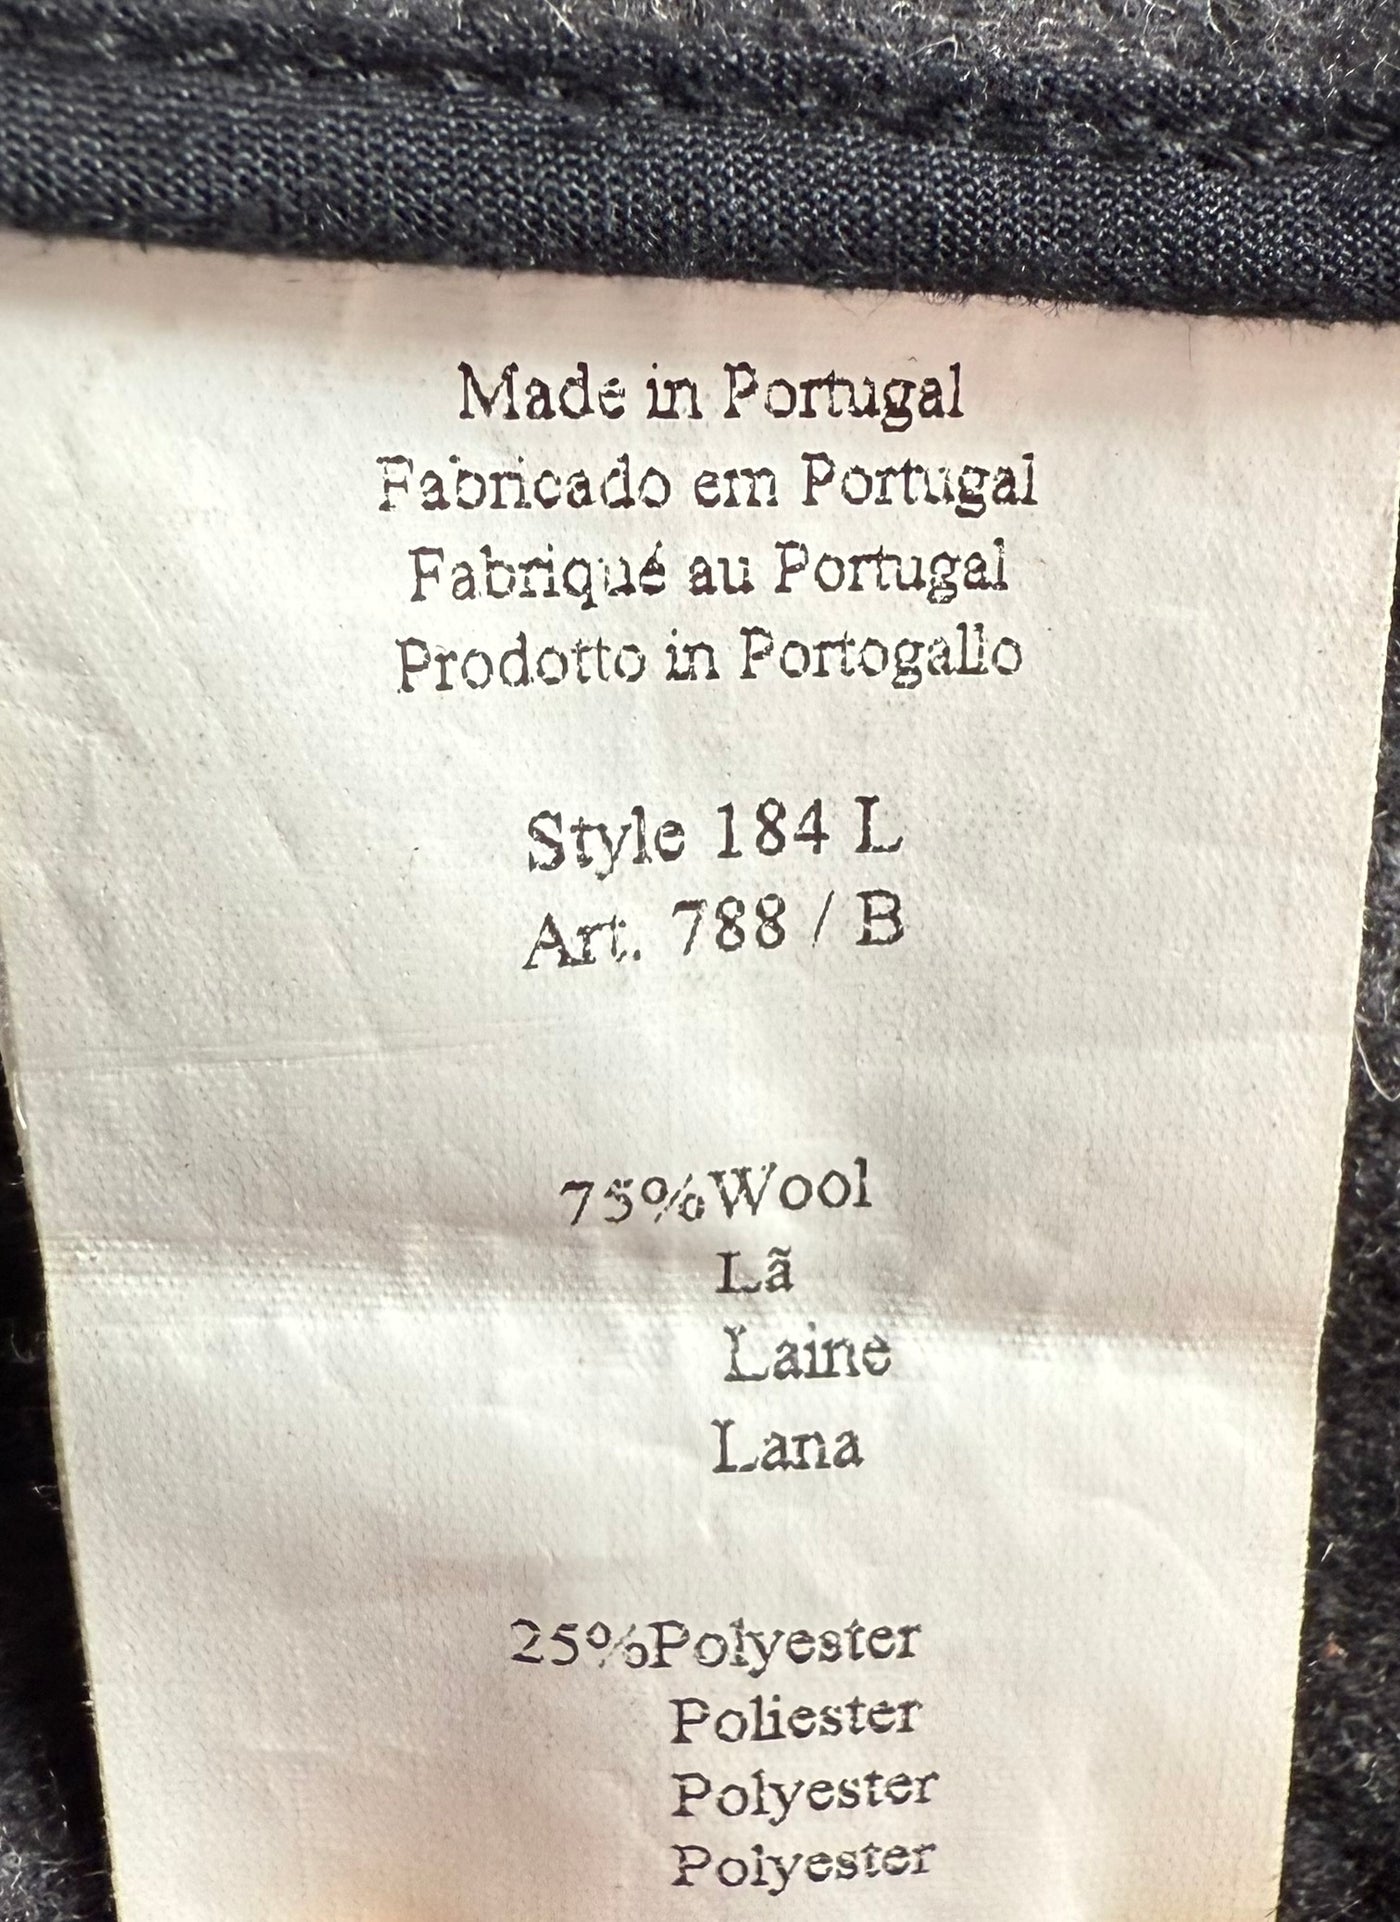 Made in Portugal
Fabricado em Portugal
Fabriqué au Portugal
Prodotto in Portogallo
Style 184 L
Art. 788 / B
75%Wool
Lã
Laine
Lana
25%Polyester
Poliester
Polyester
Polyester